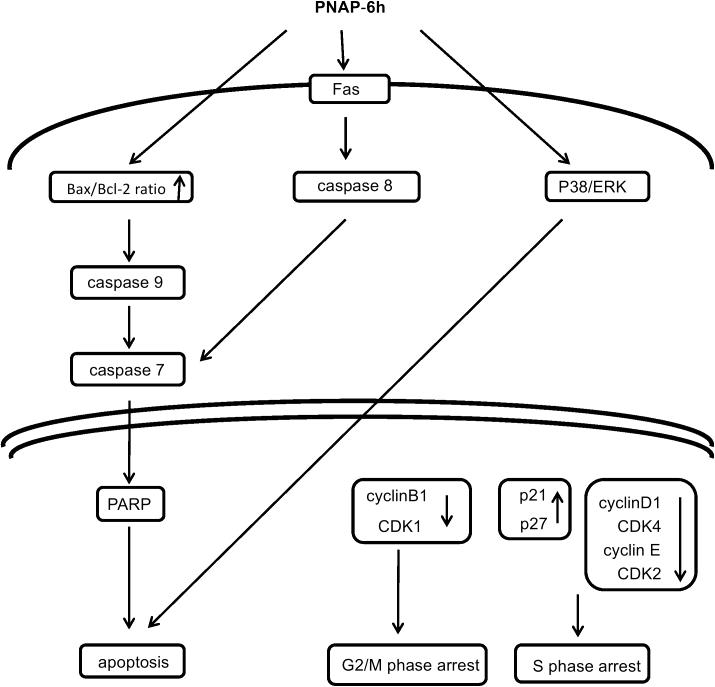 PNAP-6h
Fas
Bax/Bcl-2 ratio
caspase 8
P38/ERK
caspase 9
caspase 7
PARP
cyclinB1
CDK1
p21
p27
cyclinD1
CDK4
cyclin E
CDK2
apoptosis
G2/M phase arrest
S phase arrest